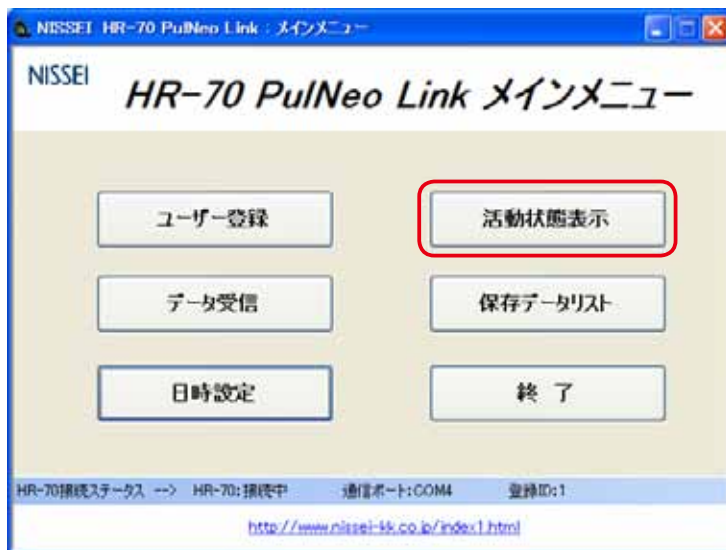 NISSEI HR-70 PulNeo Link : メインメニュー
NISSEI
HR-70 PulNeo Link メインメニュー
ユーザー登録
活動状態表示
データ受信
保存データリスト
日時設定
終 了
HR-70接続ステータス --> HR-70:接続中 通信ポート:COM4 登録ID:1
http://www.nissei-kk.co.jp/index1.html